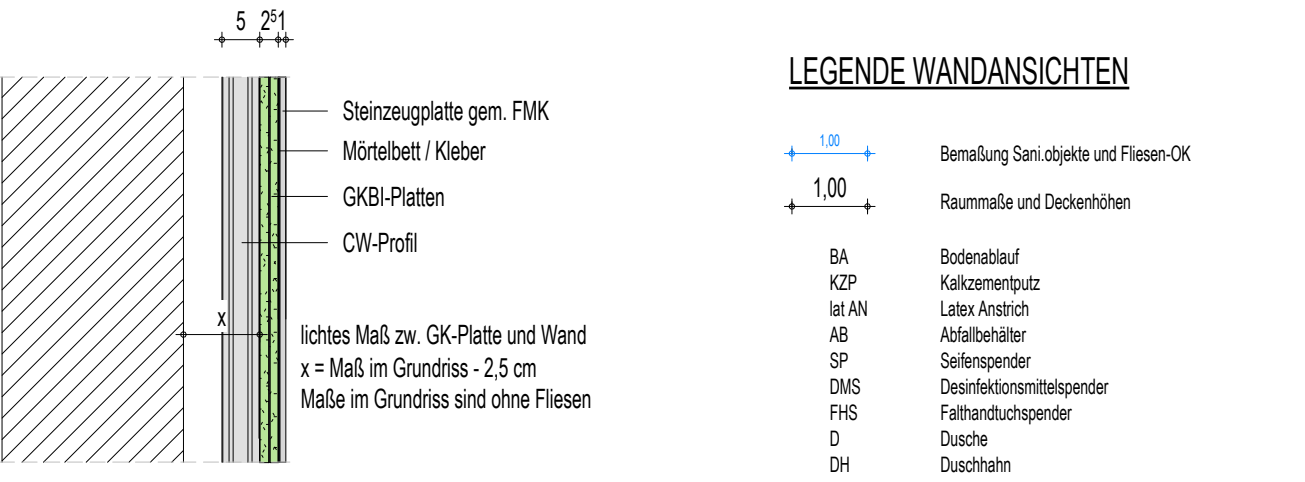 5 2⁵1
Steinzeugplatte gem. FMK
Mörtelbett / Kleber
GKBI-Platten
CW-Profil
x
lichtes Maß zw. GK-Platte und Wand
x = Maß im Grundriss - 2,5 cm
Maße im Grundriss sind ohne Fliesen
LEGENDE WANDANSICHTEN
1,00 Bemaßung Sani.objekte und Fliesen-OK
1,00 Raummaße und Deckenhöhen
BA Bodenablauf
KZP Kalkzementputz
lat AN Latex Anstrich
AB Abfallbehälter
SP Seifenspender
DMS Desinfektionsmittelspender
FHS Falthandtuchspender
D Dusche
DH Duschhahn